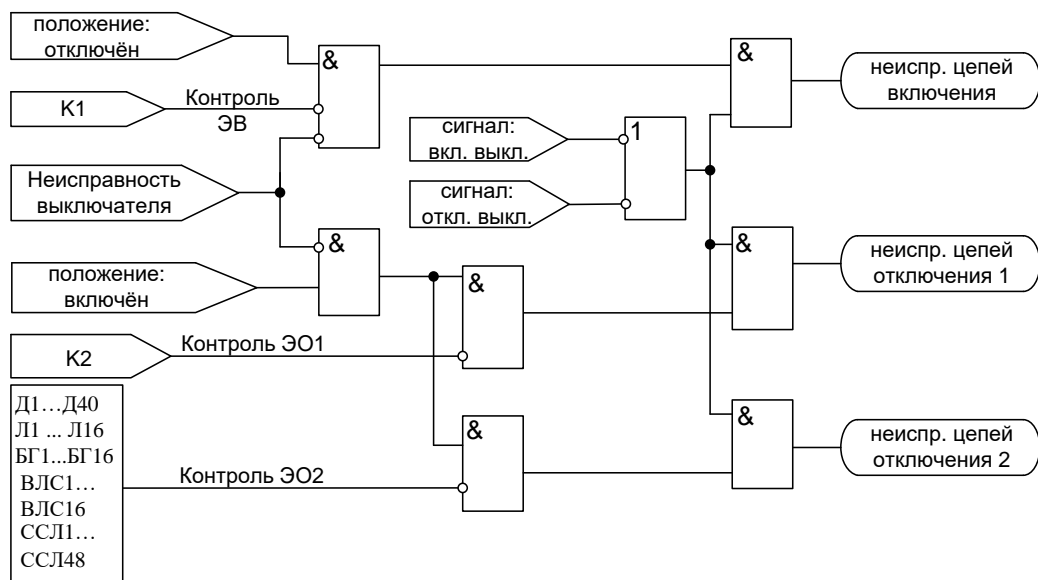 положение:
отключён
&
&
неиспр. цепей
включения
К1
Контроль
ЭВ
сигнал:
вкл. выкл.
1
Неисправность
выключателя
сигнал:
откл. выкл.
&
&
неиспр. цепей
отключения 1
положение:
включён
&
К2
Контроль ЭО1
Д1…Д40
Л1 ... Л16
БГ1...БГ16
ВЛС1…
ВЛС16
ССЛ1…
ССЛ48
Контроль ЭО2
&
&
неиспр. цепей
отключения 2